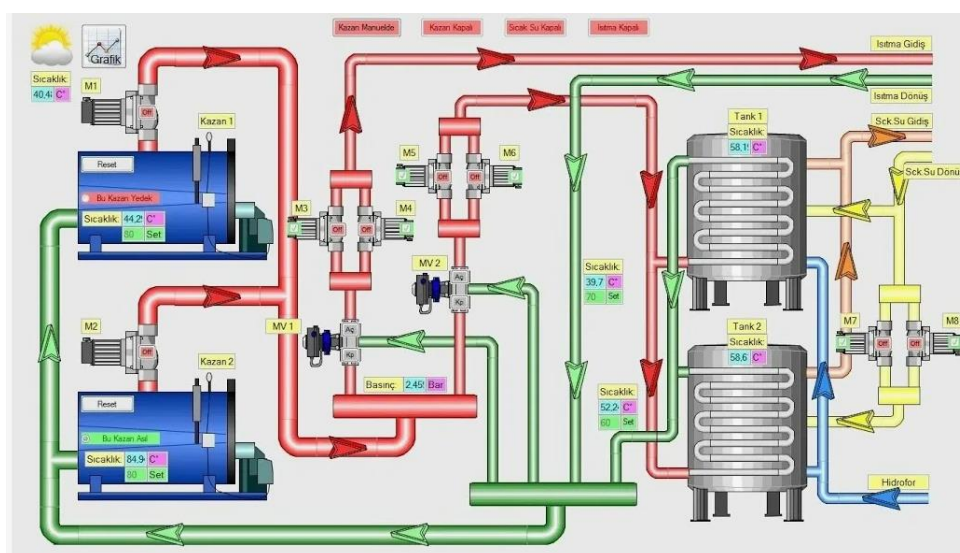 Kazan Manuelde
Kazan Kapalı
Sıcak Su Kapalı
Isıtma Kapalı
Grafik
Sıcaklık:
40,4 C°
M1
Off
Kazan 1
Reset
Bu Kazan Yedek
Sıcaklık: 44,2 C°
80 Set
M2
Off
Kazan 2
Reset
Bu Kazan Asıl
Sıcaklık: 84,9 C°
80 Set
M3
Off
Off
M4
M5
Off
Off
M6
MV 1
Aç
Kp
MV 2
Aç
Kp
Basınç: 2.45 Bar
Sıcaklık:
39,7 C°
70 Set
Sıcaklık:
52,2 C°
60 Set
Tank 1
Sıcaklık:
58,1 C°
Tank 2
Sıcaklık:
58,6 C°
Isıtma Gidiş
Isıtma Dönüş
Sck.Su Gidiş
Sck.Su Dönü
M7
Off
Off
M8
Hidrofor